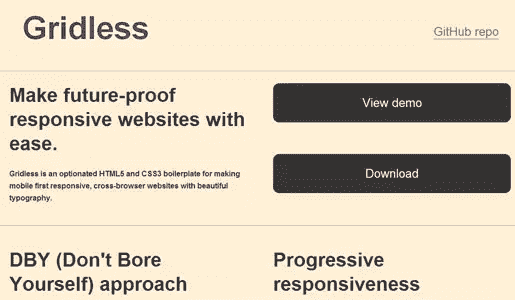 Gridless
GitHub repo
Make future-proof
responsive websites with
ease.
Gridless is an optionated HTML5 and CSS3 boilerplate for making
mobile first responsive, cross-browser websites with beautiful
typography.
View demo
Download
DBY (Don't Bore
Yourself) approach
Progressive
responsiveness